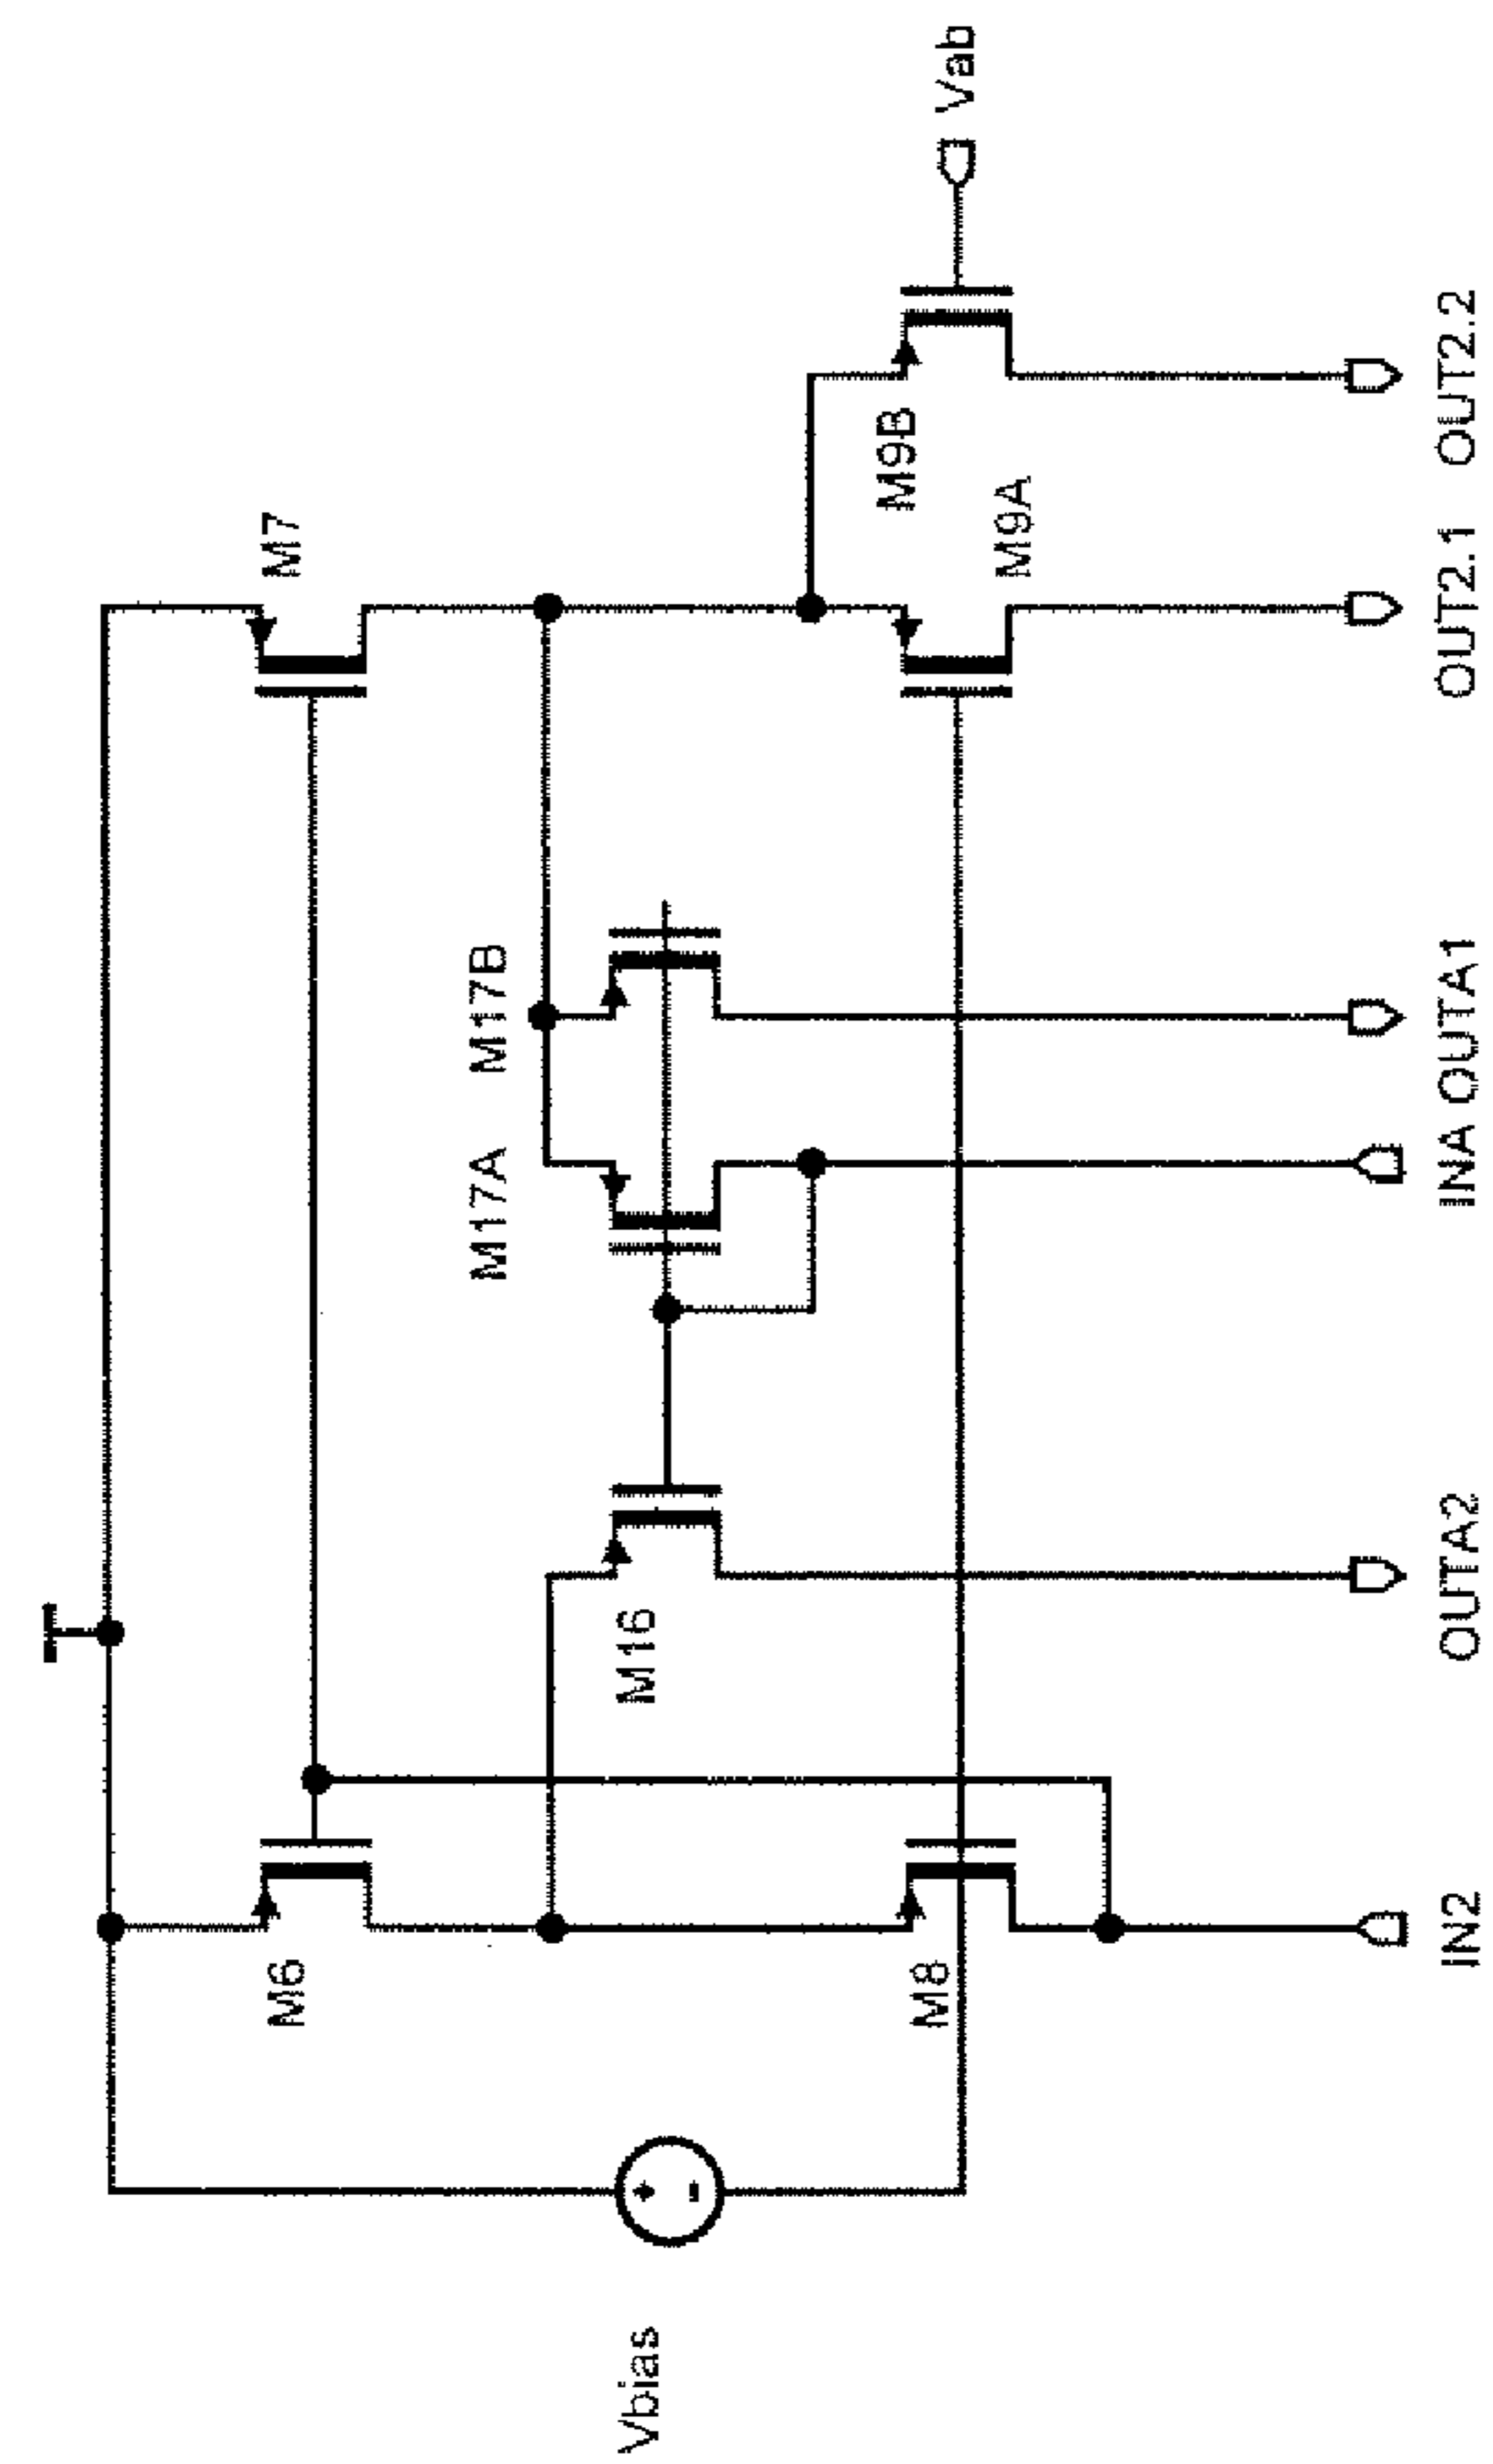 Vbias
M6
M8
IN2
M16
OUTA2
M17A
M17B
INA
OUTA1
M7
M9A
M9B
OUT2.1
OUT2.2
Vab
+
-